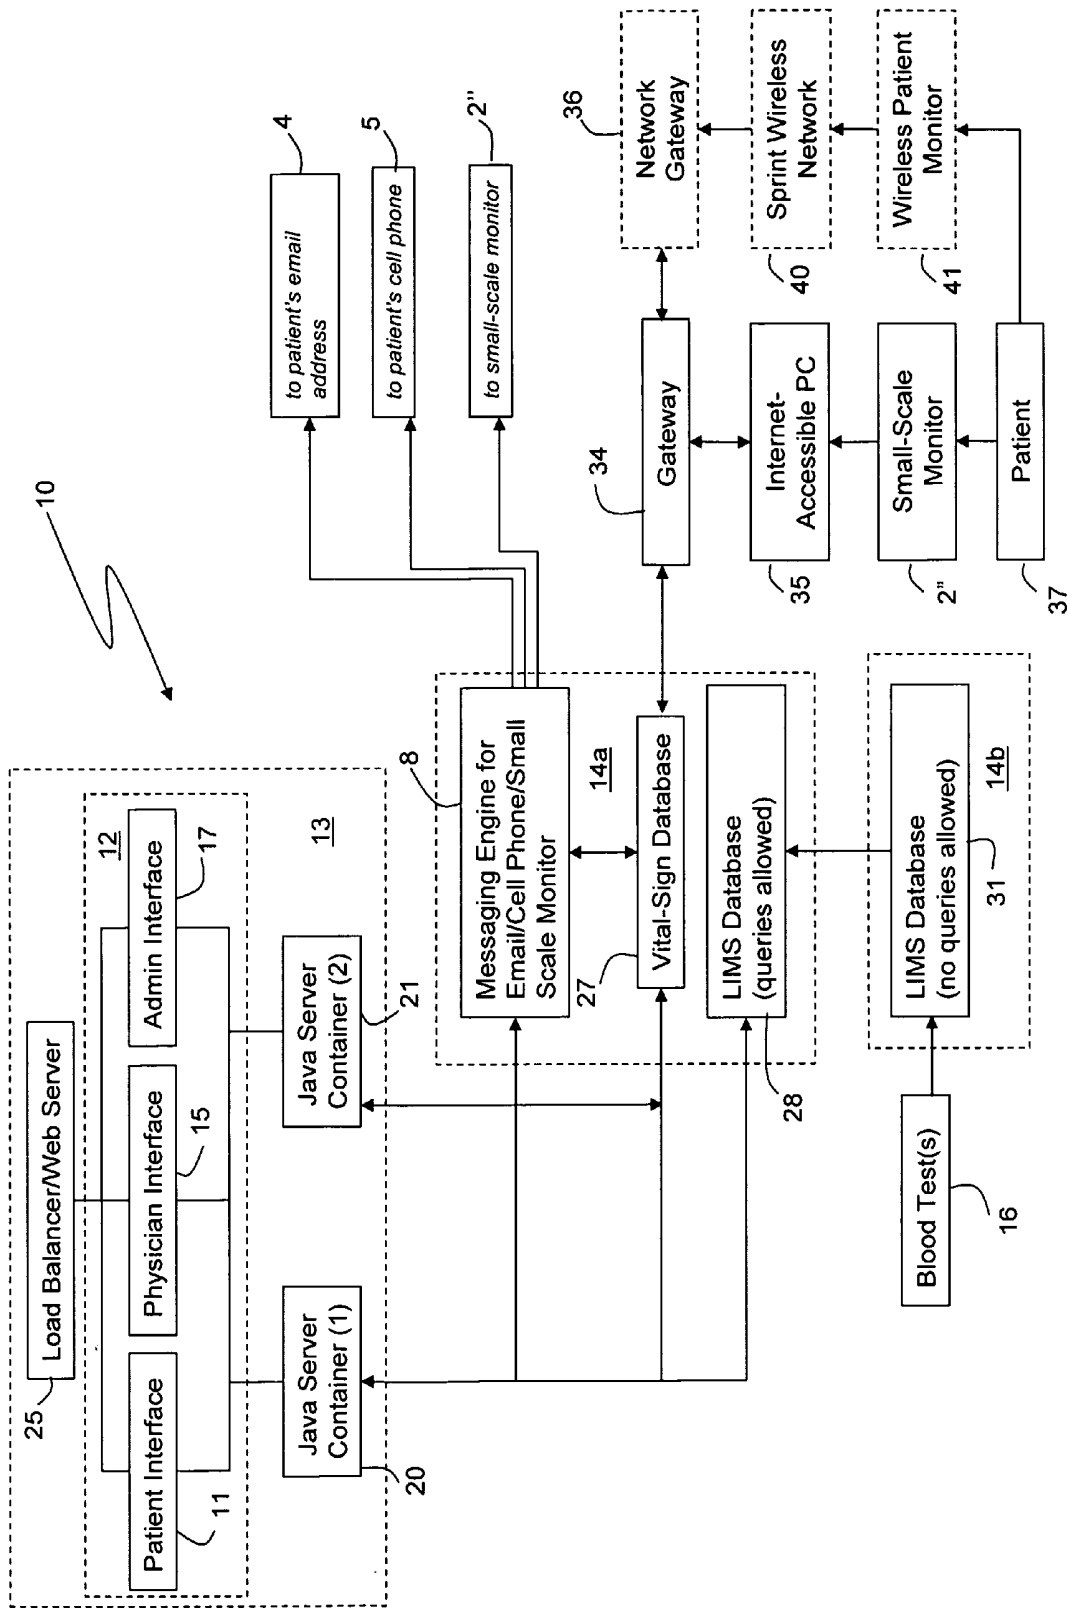 10
25
Load Balancer/Web Server
12
Patient Interface
11
Physician Interface
15
Admin Interface
17
13
Java Server
Container (1)
20
Java Server
Container (2)
21
8
Messaging Engine for
Email/Cell Phone/Small
Scale Monitor
14a
27
Vital-Sign Database
LIMS Database
(queries allowed)
28
LIMS Database
(no queries allowed)
14b
31
Blood Test(s)
16
to patient's email
address
4
to patient's cell phone
5
to small-scale monitor
2"
34
Gateway
36
Network
Gateway
Internet-
Accessible PC
35
Sprint Wireless
Network
40
Small-Scale
Monitor
2"
Wireless Patient
Monitor
41
Patient
37